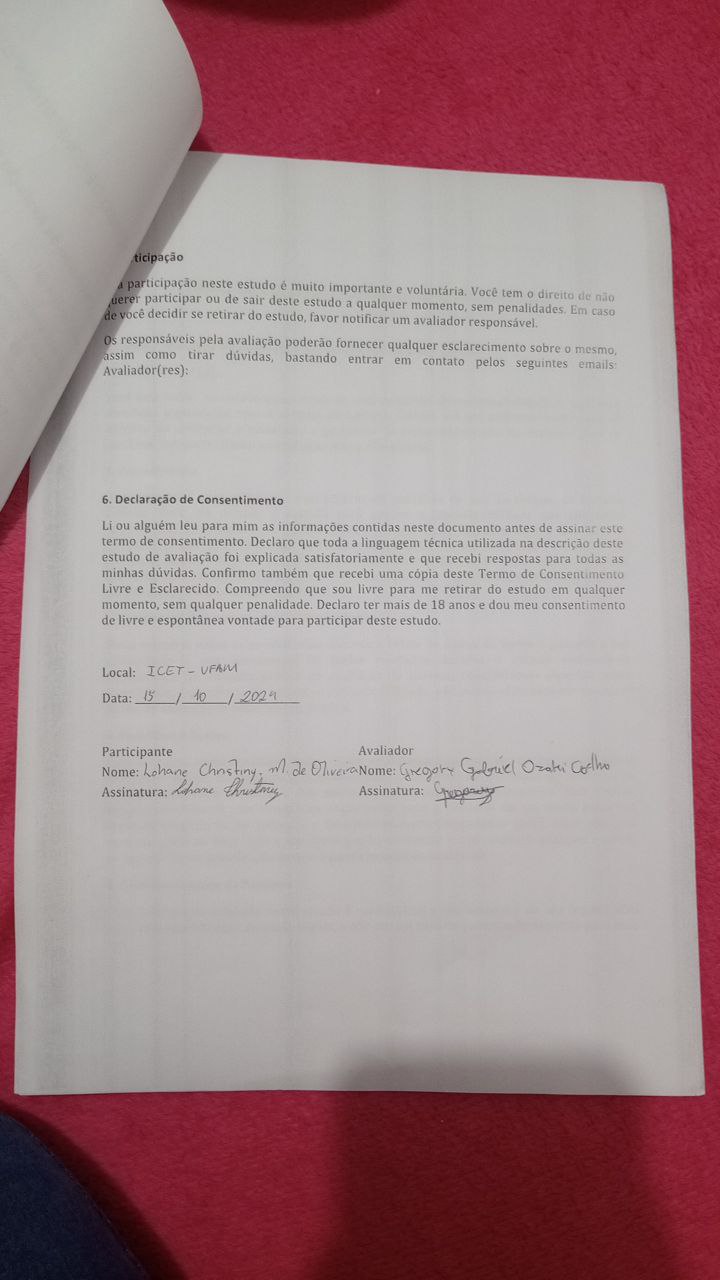 ticipação
a participação neste estudo é muito importante e voluntária. Você tem o direito de não
querer participar ou de sair deste estudo a qualquer momento, sem penalidades. Em caso
de você decidir se retirar do estudo, favor notificar um avaliador responsável.
Os responsáveis pela avaliação poderão fornecer qualquer esclarecimento sobre o mesmo,
assim como tirar dúvidas, bastando entrar em contato pelos seguintes emails:
Avaliador(res):
6. Declaração de Consentimento
Li ou alguém leu para mim as informações contidas neste documento antes de assinar este
termo de consentimento. Declaro que toda a linguagem técnica utilizada na descrição deste
estudo de avaliação foi explicada satisfatoriamente e que recebi respostas para todas as
minhas dúvidas. Confirmo também que recebi uma cópia deste Termo de Consentimento
Livre e Esclarecido. Compreendo que sou livre para me retirar do estudo em qualquer
momento, sem qualquer penalidade. Declaro ter mais de 18 anos e dou meu consentimento
de livre e espontânea vontade para participar deste estudo.
Local: ICET - UFAM
Data: 15 / 10 / 2024
Participante Avaliador
Nome: Lohane Christiny. M. de Oliveira Nome: Gregory Gabriel Ozaki Coelho
Assinatura: Lohane Christiny Assinatura: Gregory